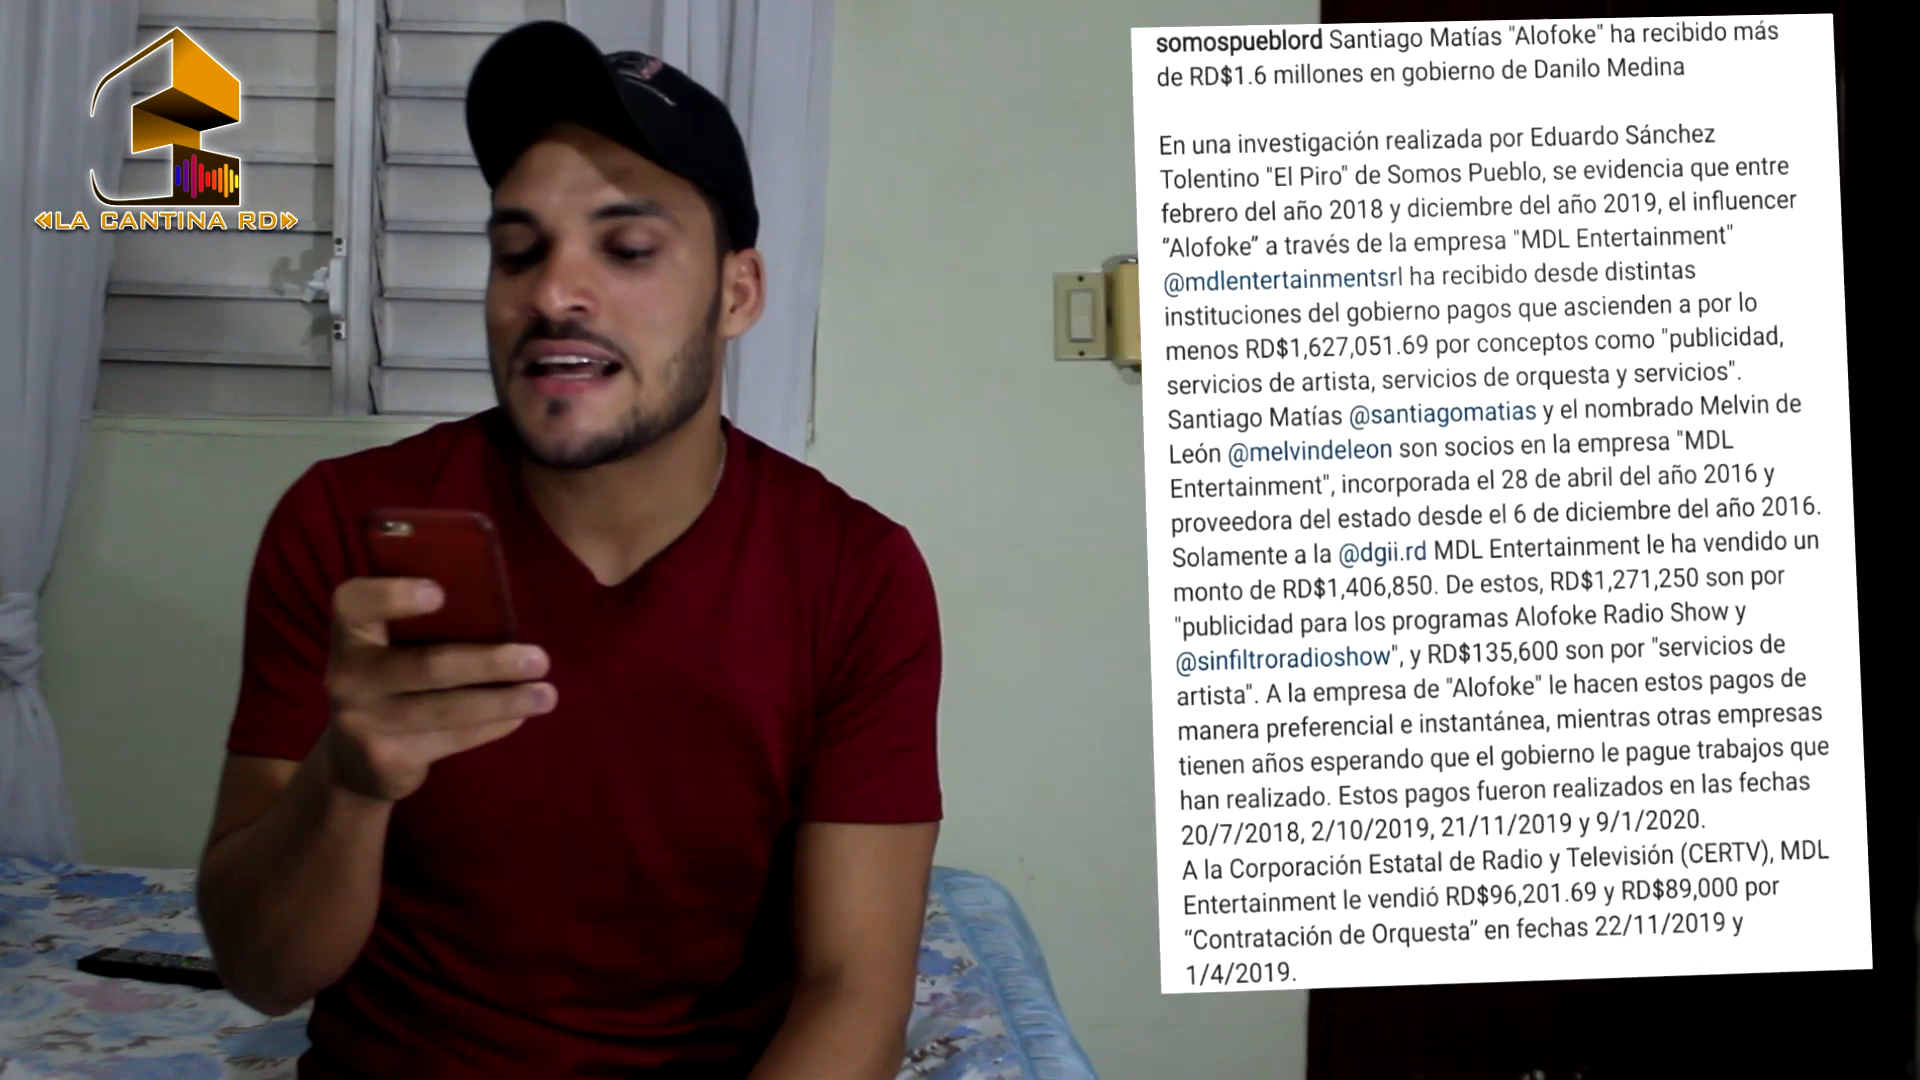 «LA CANTINA RD»
somospueblord Santiago Matías "Alofoke" ha recibido más
de RD$1.6 millones en gobierno de Danilo Medina
En una investigación realizada por Eduardo Sánchez
Tolentino "El Piro" de Somos Pueblo, se evidencia que entre
febrero del año 2018 y diciembre del año 2019, el influencer
“Alofoke” a través de la empresa "MDL Entertainment"
@mdlentertainmentsrl ha recibido desde distintas
instituciones del gobierno pagos que ascienden a por lo
menos RD$1,627,051.69 por conceptos como "publicidad,
servicios de artista, servicios de orquesta y servicios".
Santiago Matías @santiagomatias y el nombrado Melvin de
León @melvindeleon son socios en la empresa "MDL
Entertainment", incorporada el 28 de abril del año 2016 y
proveedora del estado desde el 6 de diciembre del año 2016.
Solamente a la @dgii.rd MDL Entertainment le ha vendido un
monto de RD$1,406,850. De estos, RD$1,271,250 son por
"publicidad para los programas Alofoke Radio Show y
@sinfiltroradioshow", y RD$135,600 son por "servicios de
artista". A la empresa de "Alofoke" le hacen estos pagos de
manera preferencial e instantánea, mientras otras empresas
tienen años esperando que el gobierno le pague trabajos que
han realizado. Estos pagos fueron realizados en las fechas
20/7/2018, 2/10/2019, 21/11/2019 y 9/1/2020.
A la Corporación Estatal de Radio y Televisión (CERTV), MDL
Entertainment le vendió RD$96,201.69 y RD$89,000 por
“Contratación de Orquesta” en fechas 22/11/2019 y
1/4/2019.